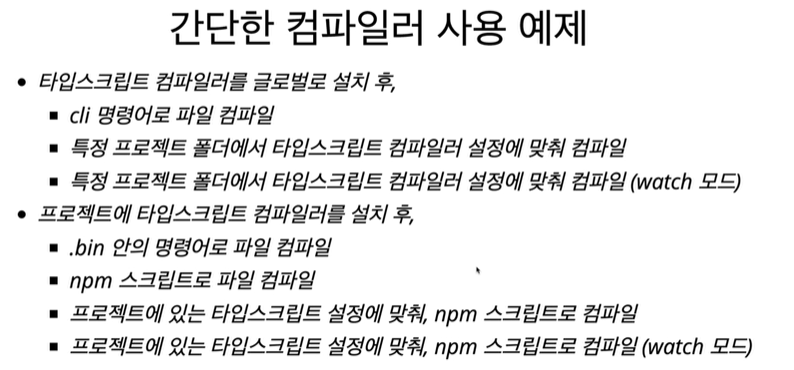 간단한 컴파일러 사용 예제
• 타입스크립트 컴파일러를 글로벌로 설치 후,
▪ cli 명령어로 파일 컴파일
▪ 특정 프로젝트 폴더에서 타입스크립트 컴파일러 설정에 맞춰 컴파일
▪ 특정 프로젝트 폴더에서 타입스크립트 컴파일러 설정에 맞춰 컴파일 (watch 모드)
• 프로젝트에 타입스크립트 컴파일러를 설치 후,
▪ .bin 안의 명령어로 파일 컴파일
▪ npm 스크립트로 파일 컴파일
▪ 프로젝트에 있는 타입스크립트 설정에 맞춰, npm 스크립트로 컴파일
▪ 프로젝트에 있는 타입스크립트 설정에 맞춰, npm 스크립트로 컴파일 (watch 모드)